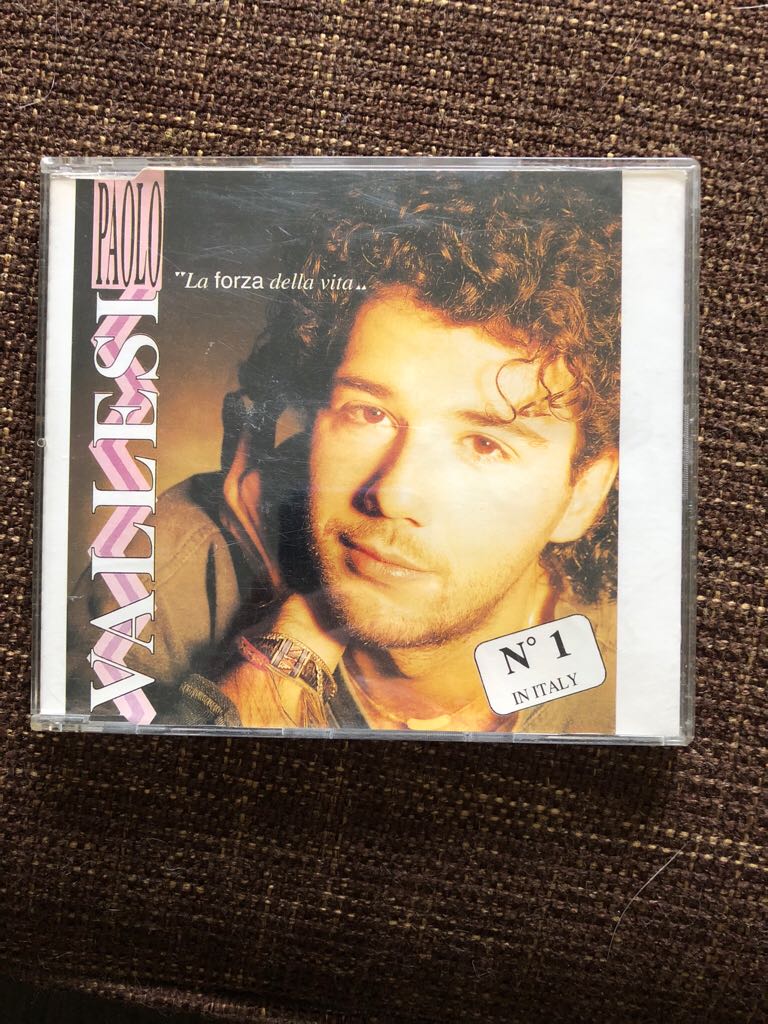 PAOLO
VALLESI
"La forza della vita„
N° 1
IN ITALY